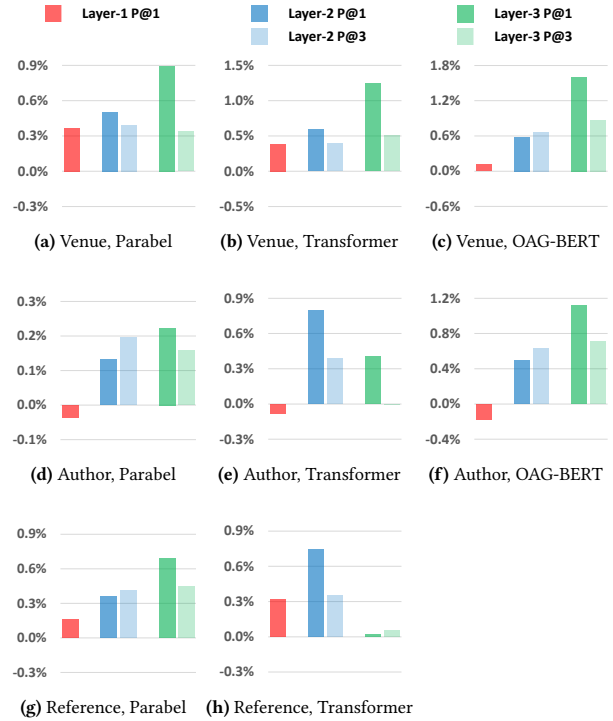 Layer-1 P@1 Layer-2 P@1 Layer-3 P@1
Layer-2 P@3 Layer-3 P@3
0.9% 1.5% 1.8%
0.6% 1.0% 1.2%
0.3% 0.5% 0.6%
0.0% 0.0% 0.0%
-0.3% -0.5% -0.6%
(a) Venue, Parabel (b) Venue, Transformer (c) Venue, OAG-BERT
0.3% 0.9% 1.2%
0.2% 0.6% 0.8%
0.1% 0.3% 0.4%
0.0% 0.0% 0.0%
-0.1% -0.3% -0.4%
(d) Author, Parabel (e) Author, Transformer (f) Author, OAG-BERT
0.9% 0.9%
0.6% 0.6%
0.3% 0.3%
0.0% 0.0%
-0.3% -0.3%
(g) Reference, Parabel (h) Reference, Transformer